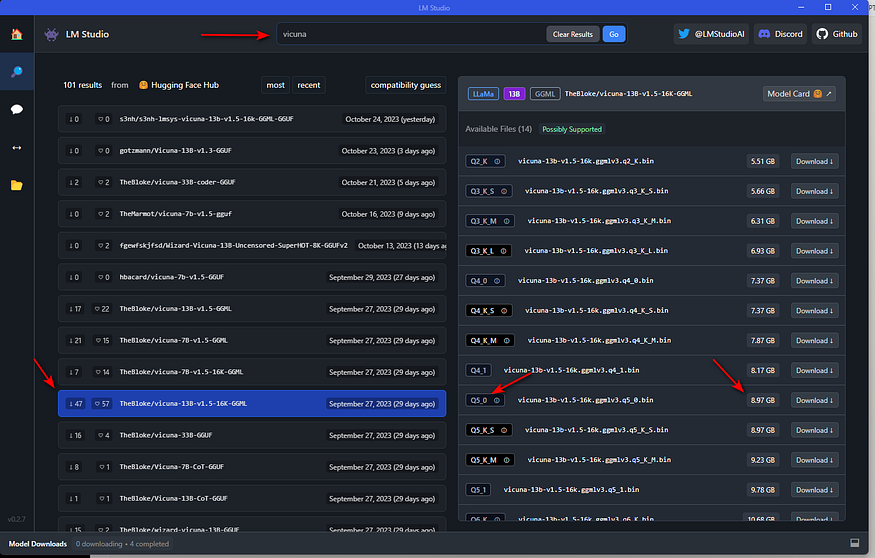 LM Studio
LM Studio
vicuna
Clear Results
Go
@LMStudioAI
Discord
Github
101 results from Hugging Face Hub
most
recent
compatibility guess
↓ 0 ♡ 0 s3nh/s3nh-lmsys-vicuna-13b-v1.5-16k-GGML-GGUF October 24, 2023 (yesterday)
↓ 0 ♡ 0 gotzmann/Vicuna-13B-v1.3-GGUF October 23, 2023 (3 days ago)
↓ 2 ♡ 2 TheBloke/vicuna-33B-coder-GGUF October 21, 2023 (5 days ago)
↓ 0 ♡ 2 TheMarmot/vicuna-7b-v1.5-gguf October 16, 2023 (9 days ago)
↓ 0 ♡ 2 fgewfskjfsd/Wizard-Vicuna-13B-Uncensored-SuperHOT-8K-GGUFv2 October 13, 2023 (13 days ag
↓ 0 ♡ 0 hbacard/vicuna-7b-v1.5-GGUF September 29, 2023 (27 days ago)
↓ 17 ♡ 22 TheBloke/vicuna-13B-v1.5-GGML September 27, 2023 (29 days ago)
↓ 21 ♡ 15 TheBloke/vicuna-7B-v1.5-GGML September 27, 2023 (29 days ago)
↓ 7 ♡ 14 TheBloke/vicuna-7B-v1.5-16K-GGML September 27, 2023 (29 days ago)
↓ 47 ♡ 57 TheBloke/vicuna-13B-v1.5-16K-GGML September 27, 2023 (29 days ago)
↓ 16 ♡ 4 TheBloke/vicuna-33B-GGUF September 27, 2023 (29 days ago)
↓ 8 ♡ 1 TheBloke/Vicuna-7B-CoT-GGUF September 27, 2023 (29 days ago)
↓ 1 ♡ 1 TheBloke/Vicuna-13B-CoT-GGUF September 27, 2023 (29 days ago)
↓ 15 ♡ 2 TheBloke/wizard-vicuna-13B-GGUF September 27, 2023 (29 days ago)
LLaMa 13B GGML TheBloke/vicuna-13B-v1.5-16K-GGML Model Card ↗
Available Files (14) Possibly Supported
Q2_K vicuna-13b-v1.5-16k.ggmlv3.q2_K.bin 5.51 GB Download ↓
Q3_K_S vicuna-13b-v1.5-16k.ggmlv3.q3_K_S.bin 5.66 GB Download ↓
Q3_K_M vicuna-13b-v1.5-16k.ggmlv3.q3_K_M.bin 6.31 GB Download ↓
Q3_K_L vicuna-13b-v1.5-16k.ggmlv3.q3_K_L.bin 6.93 GB Download ↓
Q4_0 vicuna-13b-v1.5-16k.ggmlv3.q4_0.bin 7.37 GB Download ↓
Q4_K_S vicuna-13b-v1.5-16k.ggmlv3.q4_K_S.bin 7.37 GB Download ↓
Q4_K_M vicuna-13b-v1.5-16k.ggmlv3.q4_K_M.bin 7.87 GB Download ↓
Q4_1 vicuna-13b-v1.5-16k.ggmlv3.q4_1.bin 8.17 GB Download ↓
Q5_0 vicuna-13b-v1.5-16k.ggmlv3.q5_0.bin 8.97 GB Download ↓
Q5_K_S vicuna-13b-v1.5-16k.ggmlv3.q5_K_S.bin 8.97 GB Download ↓
Q5_K_M vicuna-13b-v1.5-16k.ggmlv3.q5_K_M.bin 9.23 GB Download ↓
Q5_1 vicuna-13b-v1.5-16k.ggmlv3.q5_1.bin 9.78 GB Download ↓
Q6_K vicuna-13b-v1.5-16k.ggmlv3.q6_K.bin 10.68 GB Download ↓
v0.2.7
Model Downloads 0 downloading • 4 completed